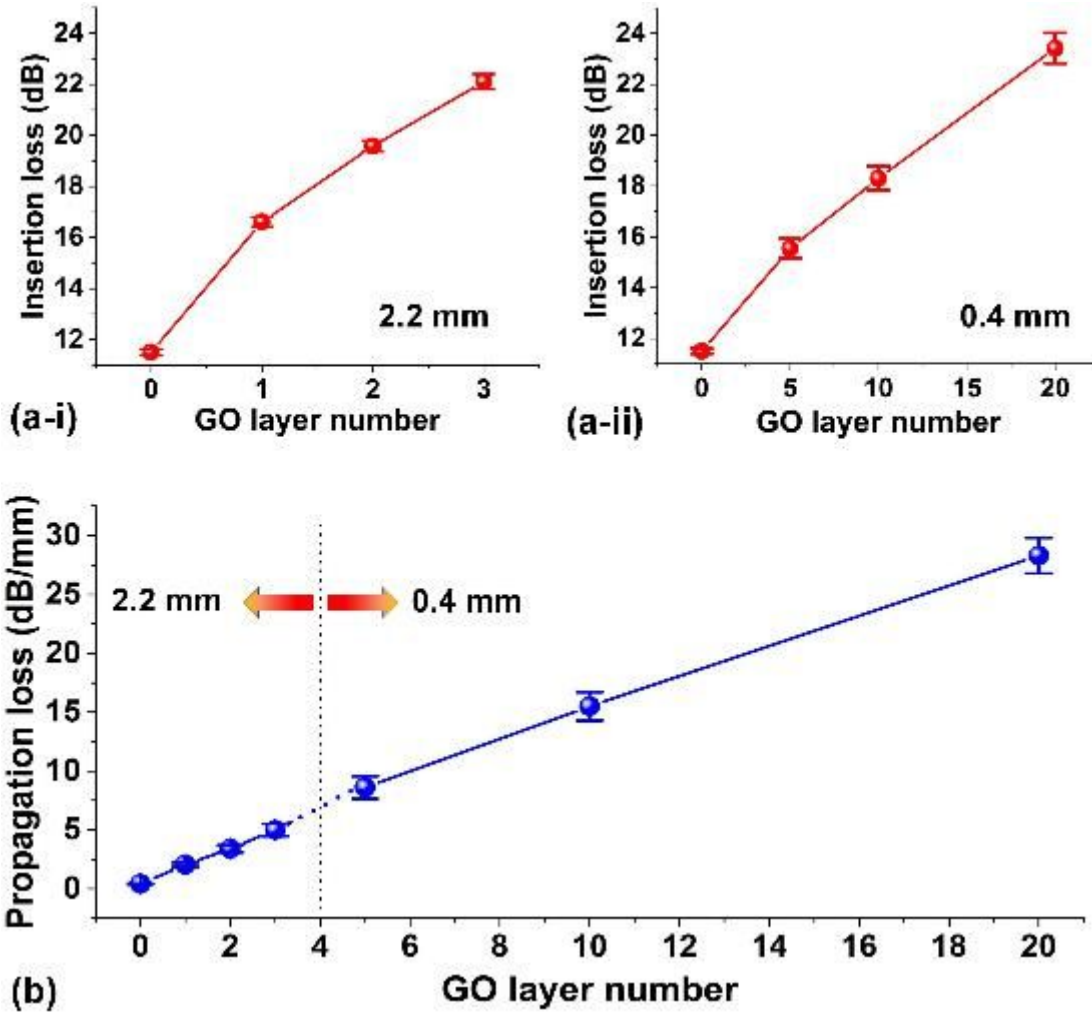 24
22
20
18
16
14
12
Insertion loss (dB)
2.2 mm
0 1 2 3
(a-i) GO layer number
24
22
20
18
16
14
12
Insertion loss (dB)
0.4 mm
0 5 10 15 20
(a-ii) GO layer number
30
25
20
15
10
5
0
Propagation loss (dB/mm)
2.2 mm 0.4 mm
0 2 4 6 8 10 12 14 16 18 20
(b) GO layer number